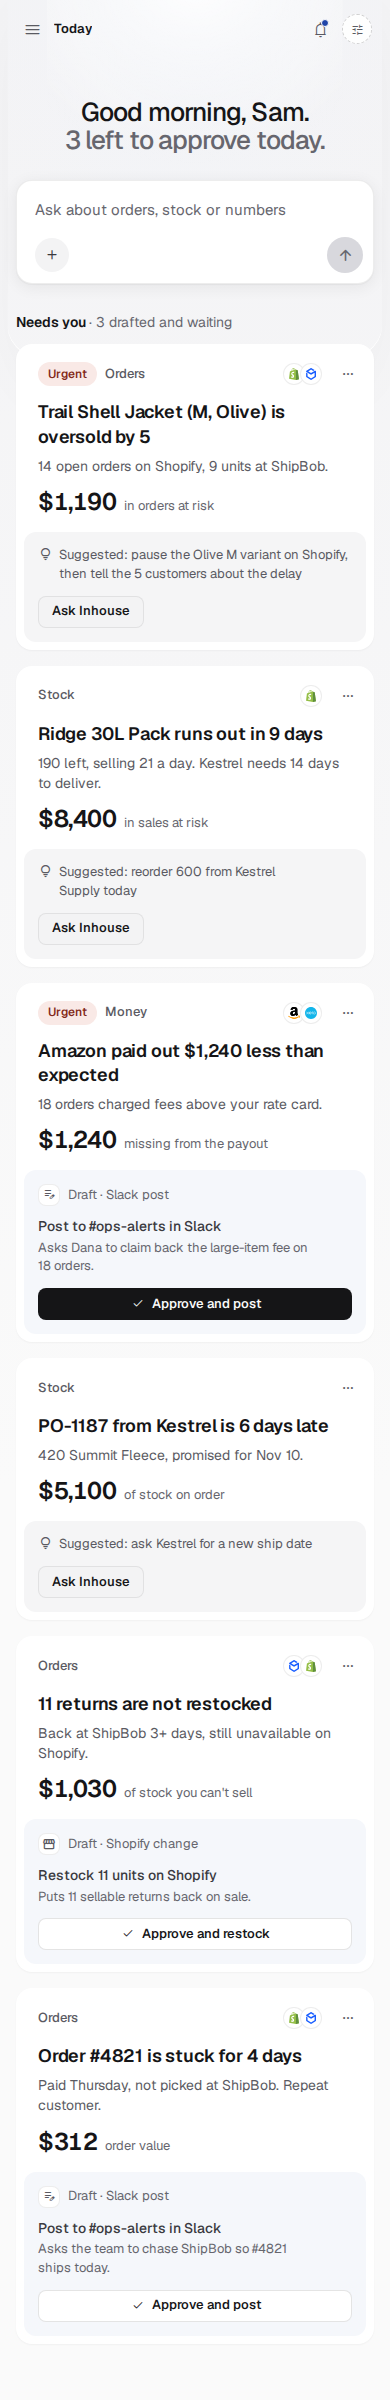 Today
Good morning, Sam.
3 left to approve today.
Ask about orders, stock or numbers
Needs you · 3 drafted and waiting
Urgent Orders
Trail Shell Jacket (M, Olive) is
oversold by 5
14 open orders on Shopify, 9 units at ShipBob.
$1,190 in orders at risk
Suggested: pause the Olive M variant on Shopify,
then tell the 5 customers about the delay
Ask Inhouse
Stock
Ridge 30L Pack runs out in 9 days
190 left, selling 21 a day. Kestrel needs 14 days
to deliver.
$8,400 in sales at risk
Suggested: reorder 600 from Kestrel
Supply today
Ask Inhouse
Urgent Money
Amazon paid out $1,240 less than
expected
18 orders charged fees above your rate card.
$1,240 missing from the payout
Draft · Slack post
Post to #ops-alerts in Slack
Asks Dana to claim back the large-item fee on
18 orders.
Approve and post
Stock
PO-1187 from Kestrel is 6 days late
420 Summit Fleece, promised for Nov 10.
$5,100 of stock on order
Suggested: ask Kestrel for a new ship date
Ask Inhouse
Orders
11 returns are not restocked
Back at ShipBob 3+ days, still unavailable on
Shopify.
$1,030 of stock you can't sell
Draft · Shopify change
Restock 11 units on Shopify
Puts 11 sellable returns back on sale.
Approve and restock
Orders
Order #4821 is stuck for 4 days
Paid Thursday, not picked at ShipBob. Repeat
customer.
$312 order value
Draft · Slack post
Post to #ops-alerts in Slack
Asks the team to chase ShipBob so #4821
ships today.
Approve and post